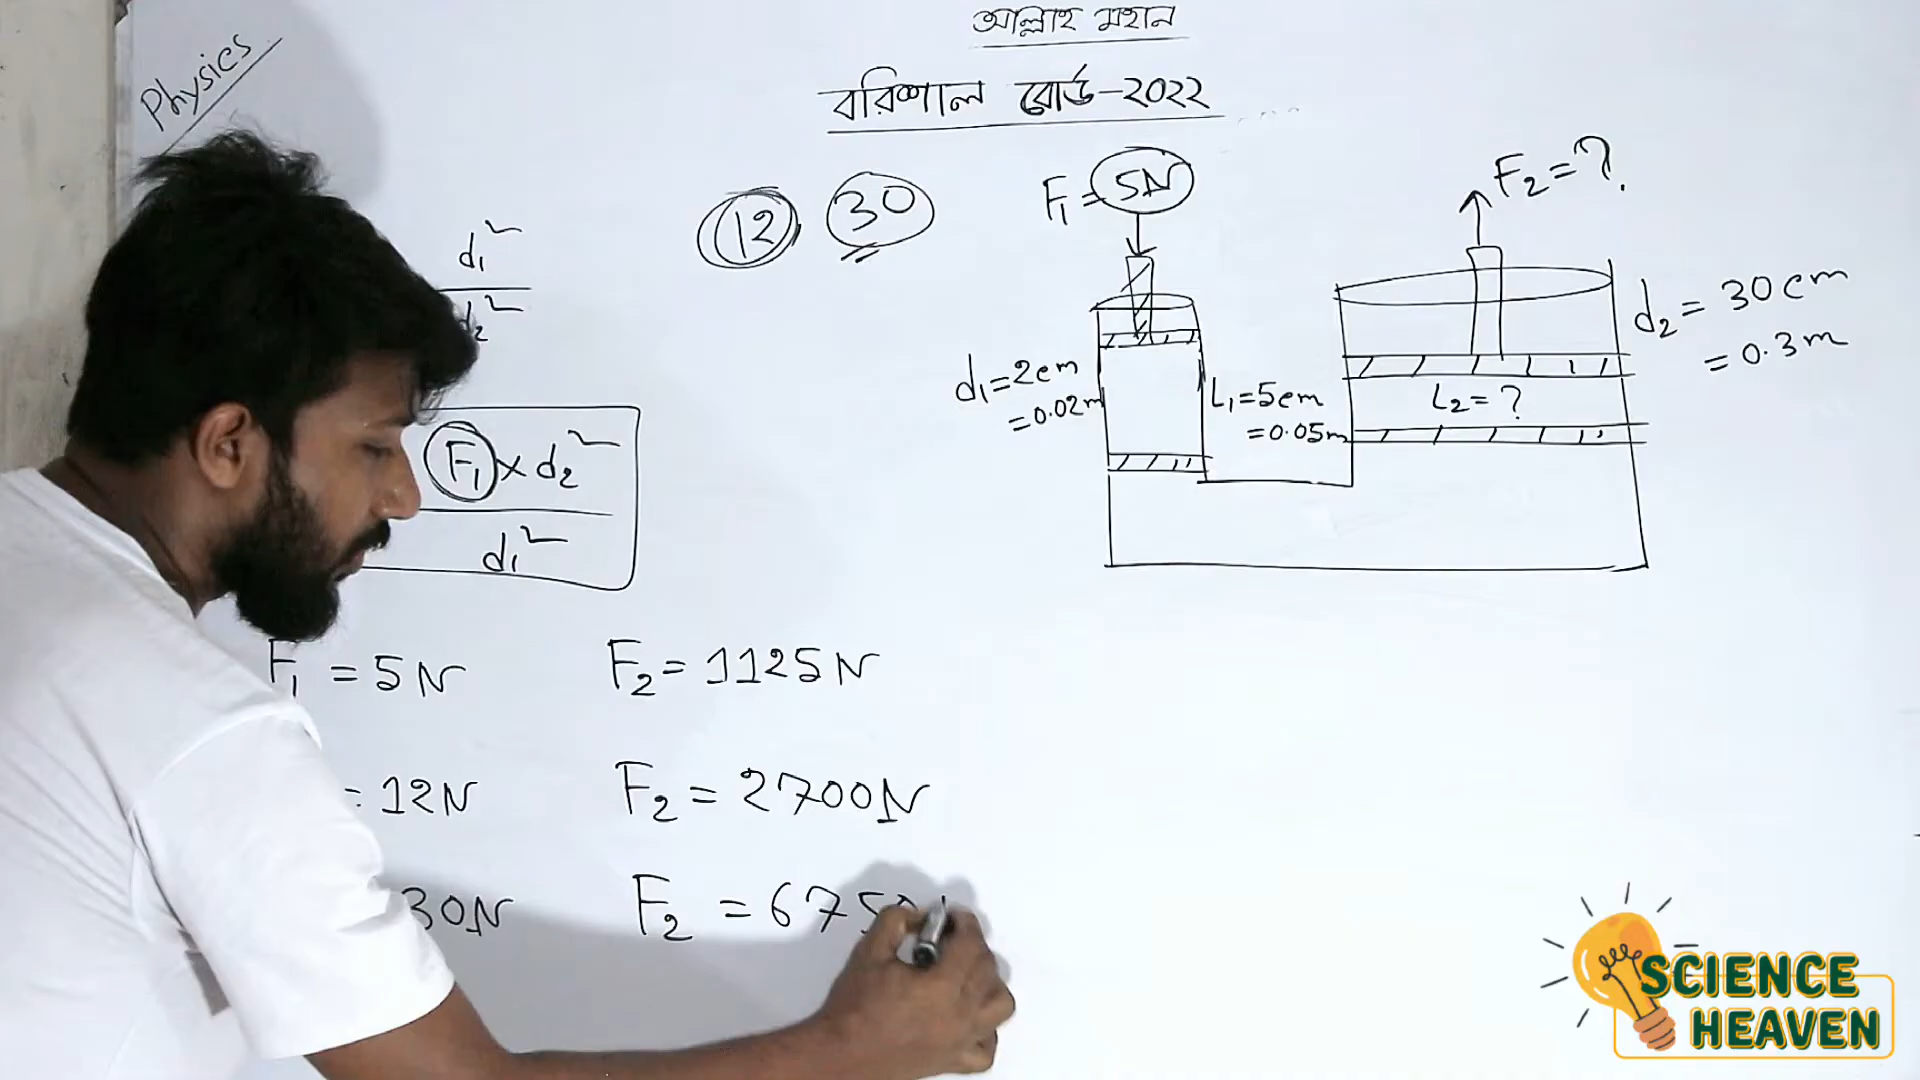 আল্লাহ মহান
Physics
বরিশাল বোর্ড-২০২২
12 30
F₁ = 5N
F₂ = ?
d₁²
d₂²
d₂ = 30cm
= 0.3m
d₁=2cm
=0.02m
L₁=5cm
=0.05m
L₂=?
F₁ × d₂²
d₁²
F₁ = 5N F₂ = 1125N
= 12N F₂ = 2700N
30N F₂ = 675
SCIENCE
HEAVEN